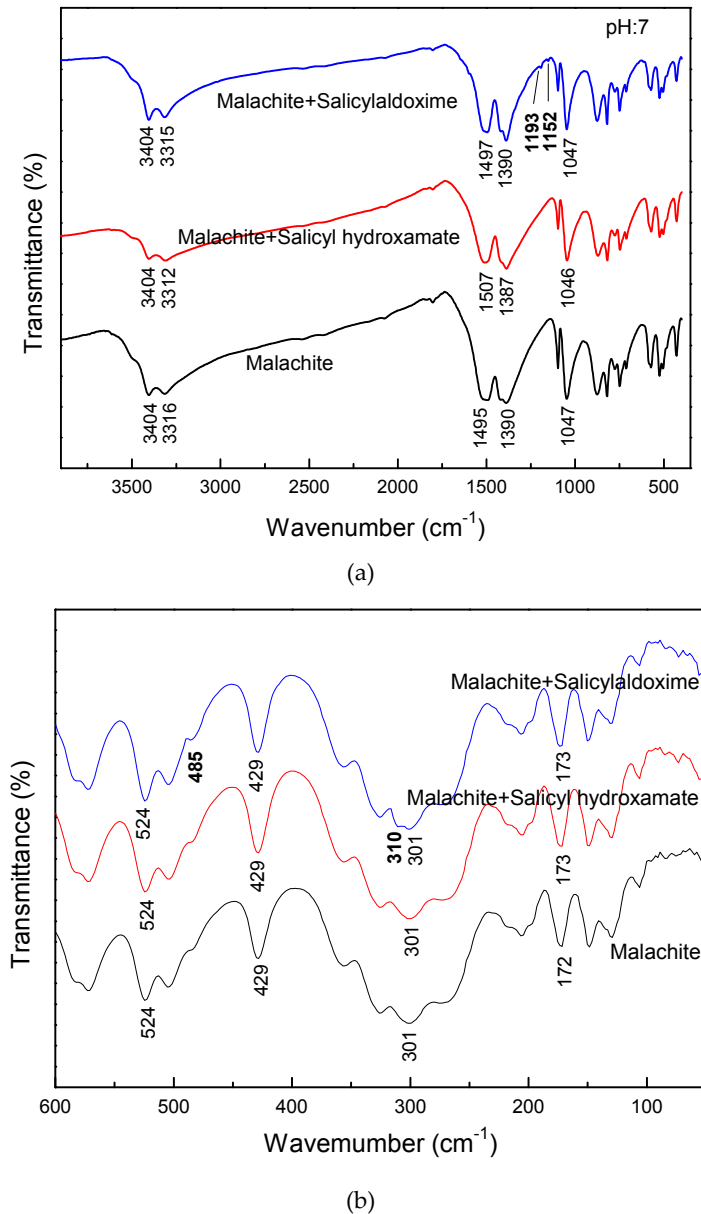 pH:7
Malachite+Salicylaldoxime
3404
3315
1497
1390
1193
1152
1047
Malachite+Salicyl hydroxamate
3404
3312
1507
1387
1046
Malachite
3404
3316
1495
1390
1047
Transmittance (%)
3500 3000 2500 2000 1500 1000 500
Wavenumber (cm-1)
(a)
Malachite+Salicylaldoxime
524
485
429
310
301
173
Malachite+Salicyl hydroxamate
524
429
301
173
Malachite
524
429
301
172
Transmittance (%)
600 500 400 300 200 100
Wavemumber (cm-1)
(b)